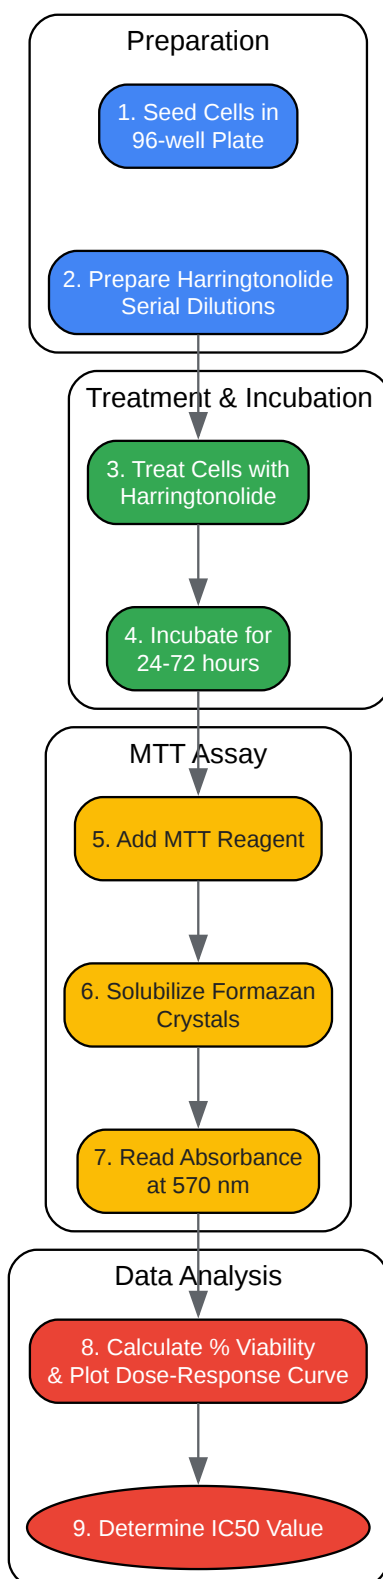 Preparation
1. Seed Cells in
96-well Plate
2. Prepare Harringtonolide
Serial Dilutions
Treatment & Incubation
3. Treat Cells with
Harringtonolide
4. Incubate for
24-72 hours
MTT Assay
5. Add MTT Reagent
6. Solubilize Formazan
Crystals
7. Read Absorbance
at 570 nm
Data Analysis
8. Calculate % Viability
& Plot Dose-Response Curve
9. Determine IC50 Value